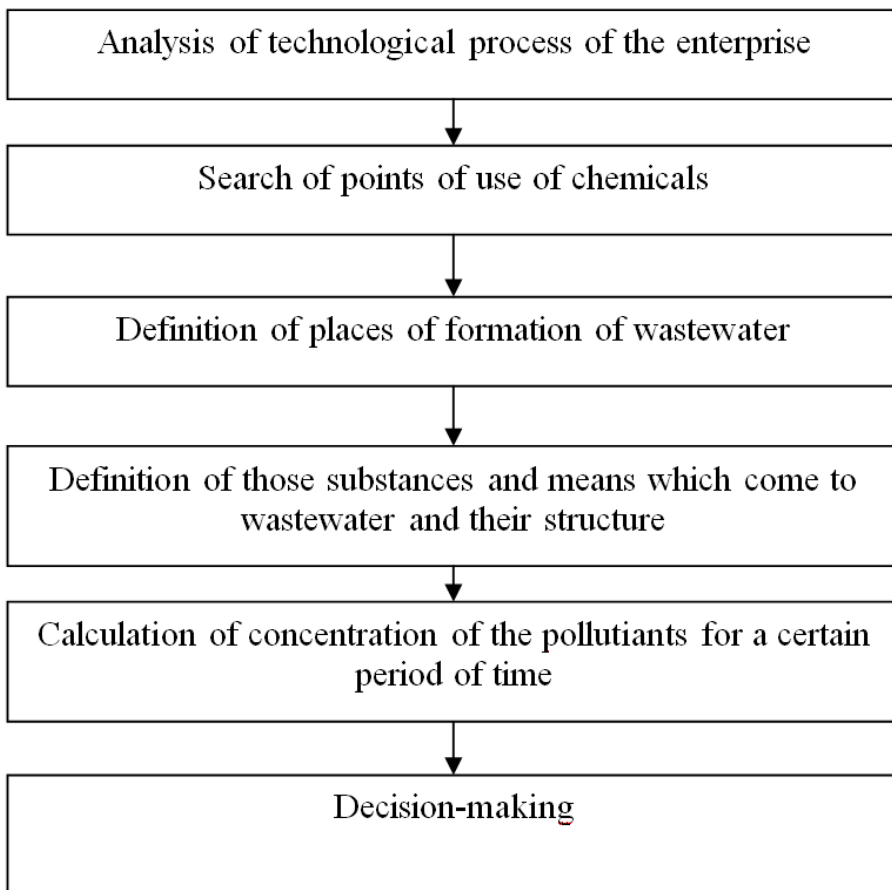 Analysis of technological process of the enterprise
Search of points of use of chemicals
Definition of places of formation of wastewater
Definition of those substances and means which come to
wastewater and their structure
Calculation of concentration of the pollutiants for a certain
period of time
Decision-making